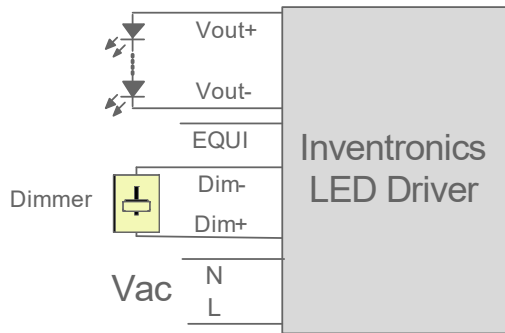 Vout+
Vout-
EQUI
Inventronics
LED Driver
Dimmer
Dim-
Dim+
Vac
N
L